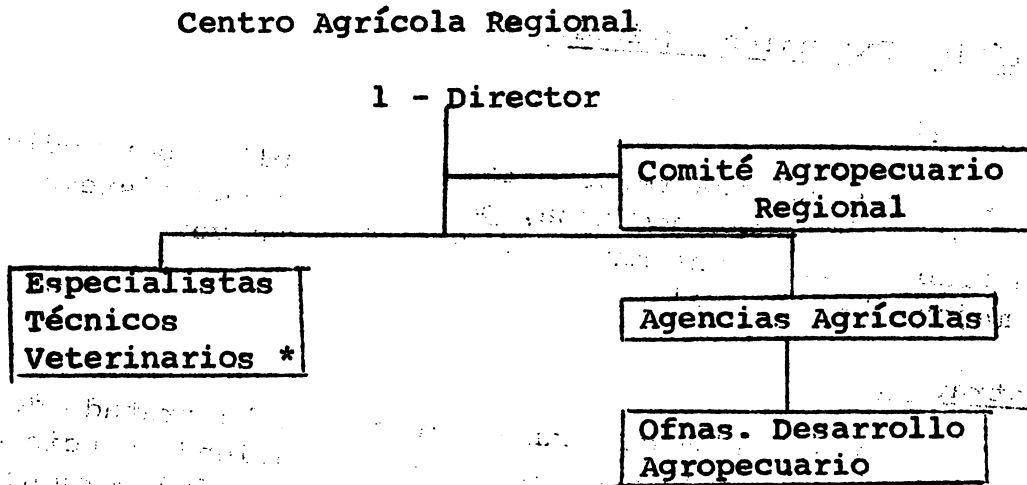 Centro Agrícola Regional
1 - Director
Comité Agropecuario
Regional
Especialistas
Técnicos
Veterinarios *
Agencias Agrícolas
Ofnas. Desarrollo
Agropecuario